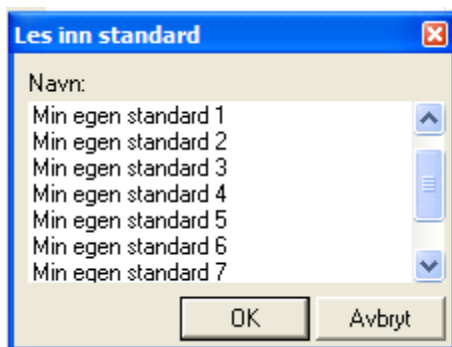 Les inn standard
Navn:
Min egen standard 1
Min egen standard 2
Min egen standard 3
Min egen standard 4
Min egen standard 5
Min egen standard 6
Min egen standard 7
OK Avbryt